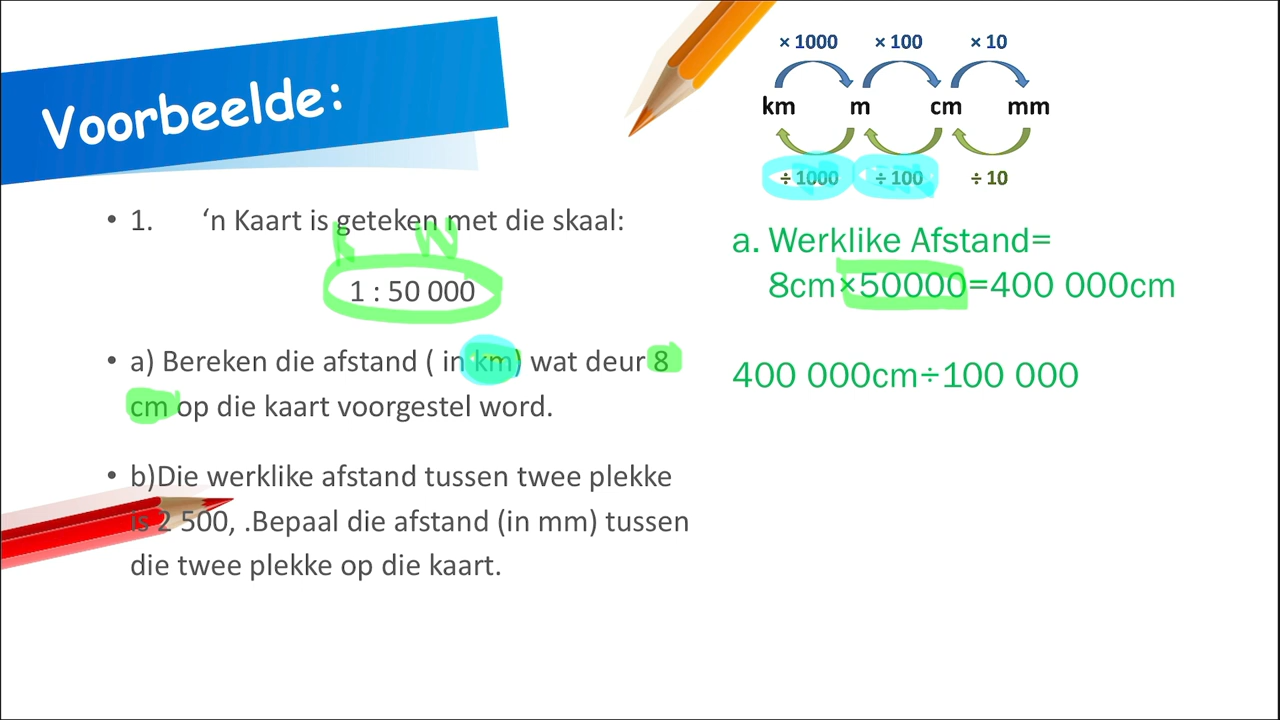 Voorbeelde:
× 1000 × 100 × 10
km m cm mm
÷ 1000 ÷ 100 ÷ 10
• 1. ‘n Kaart is geteken met die skaal:
K W
1 : 50 000
• a) Bereken die afstand ( in km) wat deur 8
cm op die kaart voorgestel word.
• b)Die werklike afstand tussen twee plekke
is 2 500, .Bepaal die afstand (in mm) tussen
die twee plekke op die kaart.
a. Werklike Afstand=
8cm×50000=400 000cm
400 000cm÷100 000